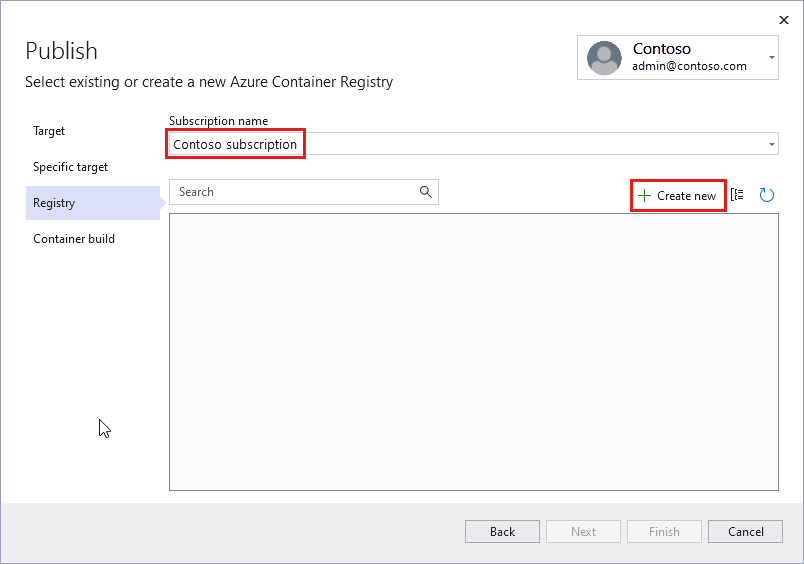 Publish
Select existing or create a new Azure Container Registry
Contoso
admin@contoso.com
Target
Specific target
Registry
Container build
Subscription name
Contoso subscription
Search
Create new
Back
Next
Finish
Cancel